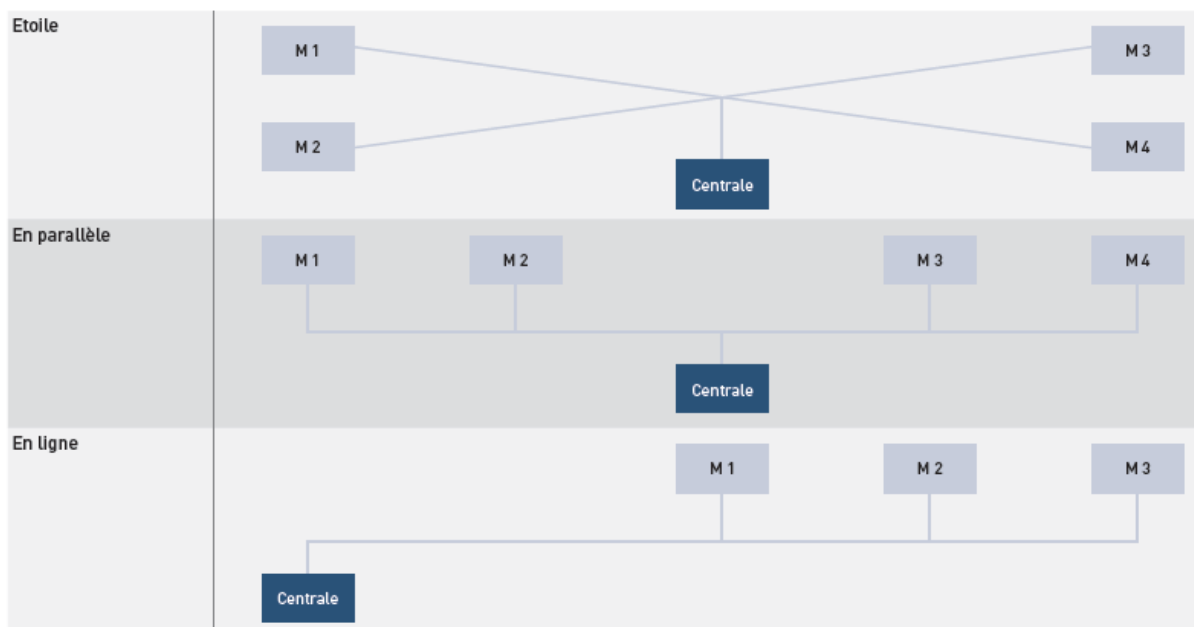 Etoile
M 1
M 3
M 2
M 4
Centrale
En parallèle
M 1
M 2
M 3
M 4
Centrale
En ligne
M 1
M 2
M 3
Centrale